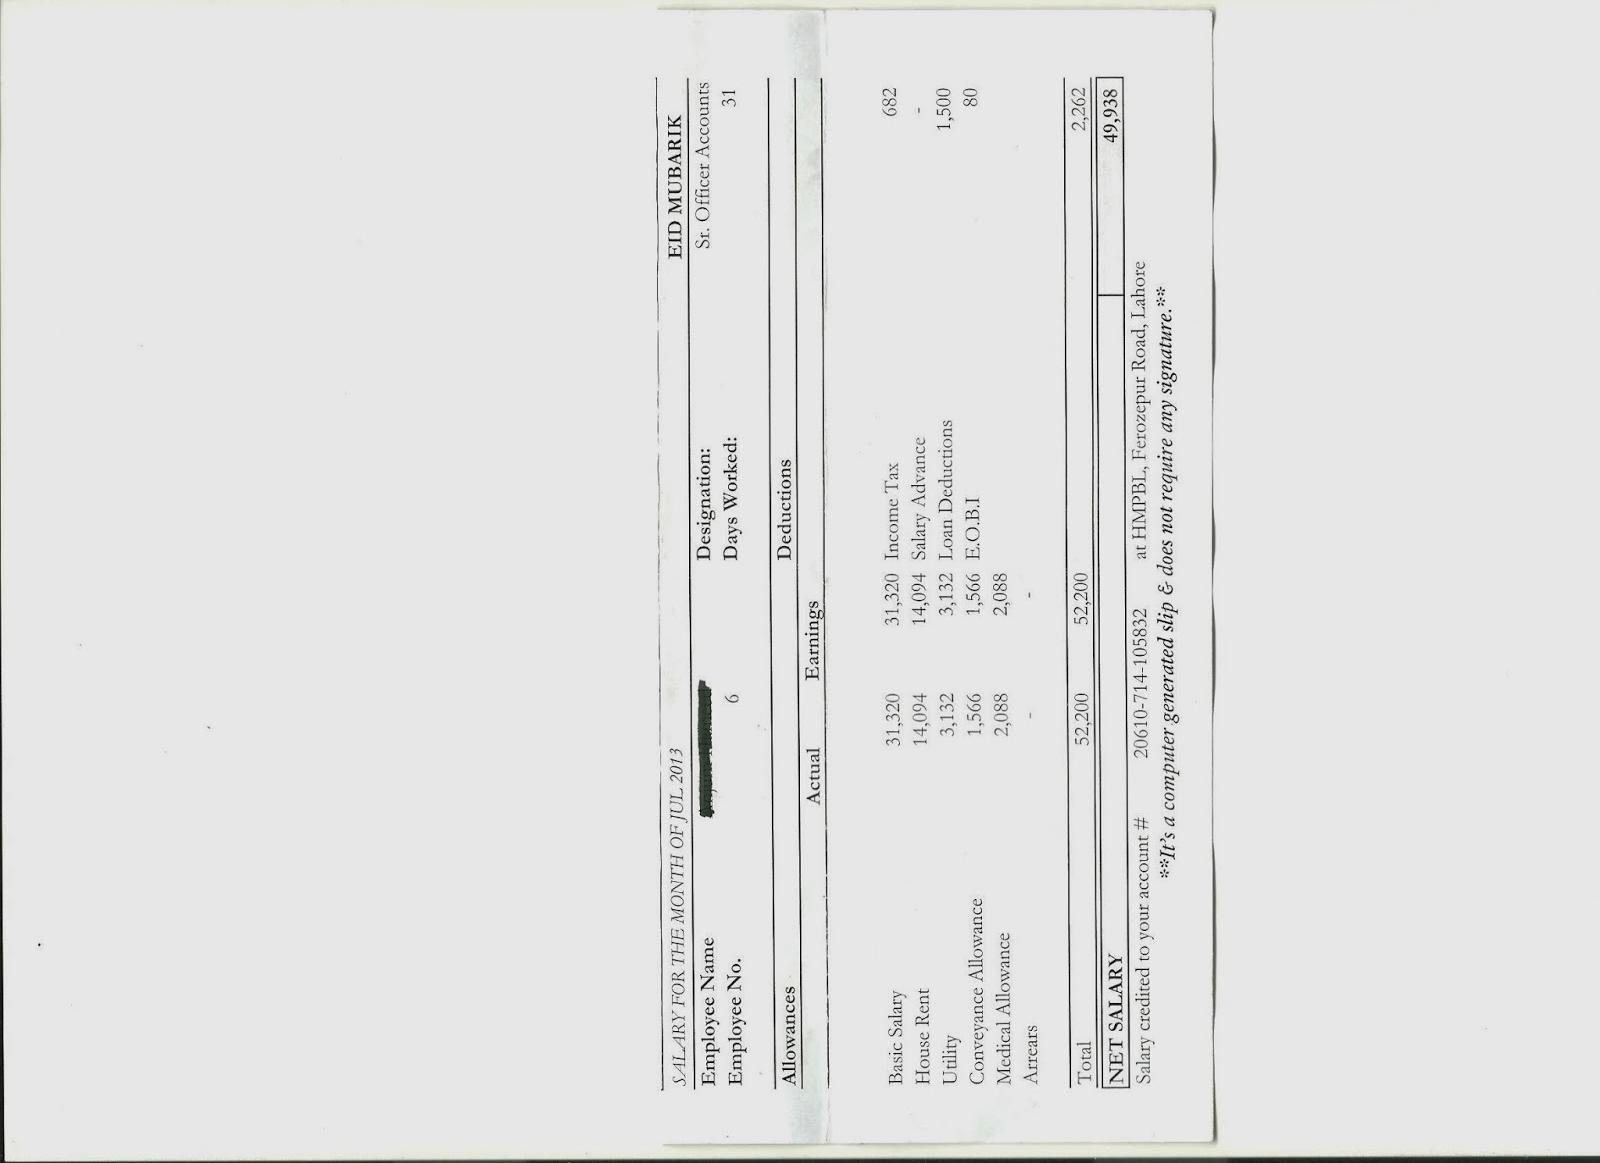 SALARY FOR THE MONTH OF JUL 2013 EID MUBARIK
Employee Name Designation: Sr. Officer Accounts
Employee No. 6 Days Worked: 31
Allowances Deductions
Actual Earnings
Basic Salary 31,320 31,320 Income Tax 682
House Rent 14,094 14,094 Salary Advance -
Utility 3,132 3,132 Loan Deductions 1,500
Conveyance Allowance 1,566 1,566 E.O.B.I 80
Medical Allowance 2,088 2,088
Arrears - -
Total 52,200 52,200 2,262
NET SALARY 49,938
Salary credited to your account # 20610-714-105832 at HMPBL, Ferozepur Road, Lahore
**It's a computer generated slip & does not require any signature.**